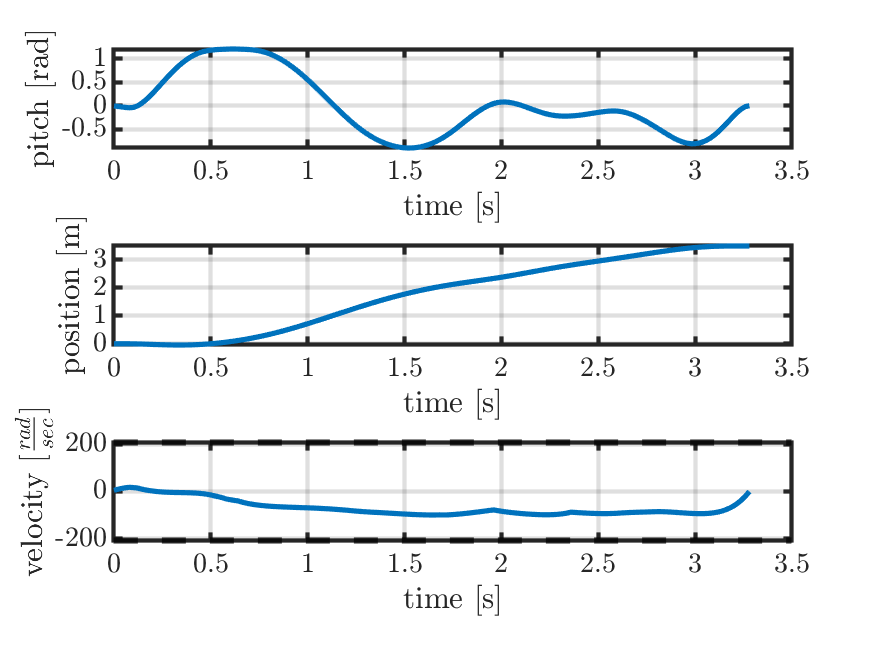 pitch [rad]
1
0.5
0
-0.5
0 0.5 1 1.5 2 2.5 3 3.5
time [s]
position [m]
3
2
1
0
0 0.5 1 1.5 2 2.5 3 3.5
time [s]
velocity [rad/sec]
200
0
-200
0 0.5 1 1.5 2 2.5 3 3.5
time [s]